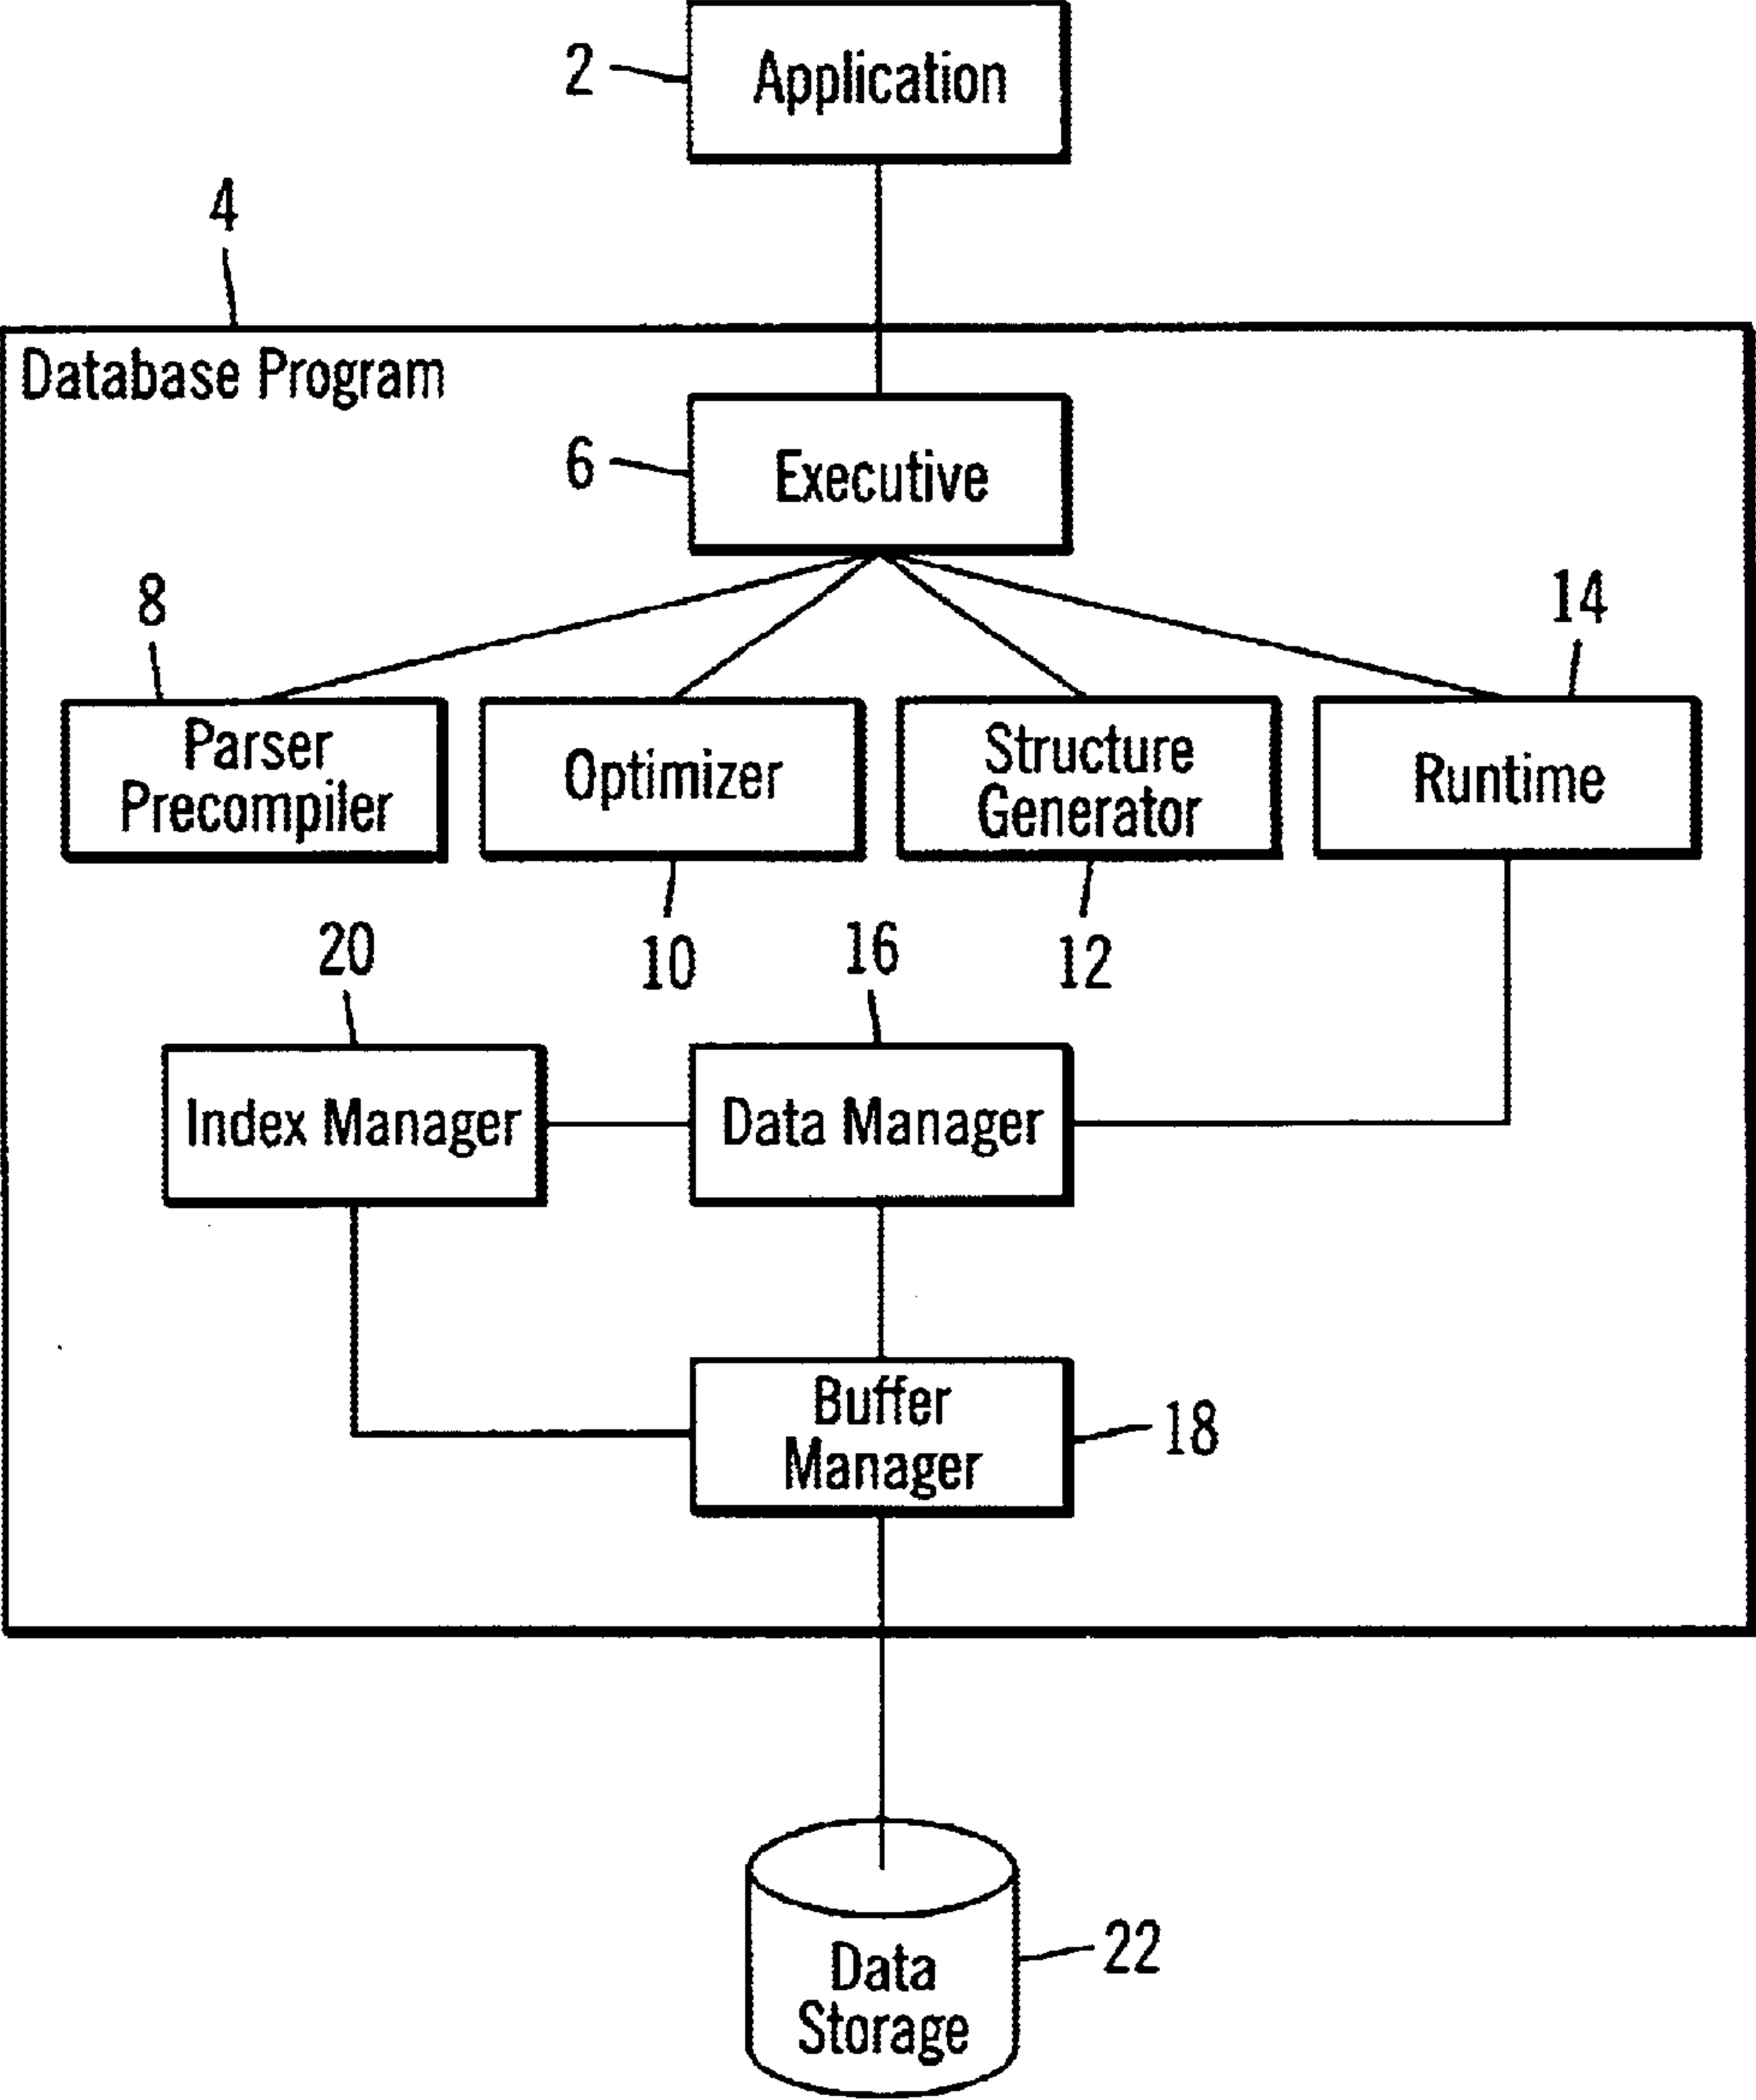 2
Application
4
Database Program
6
Executive
8
14
Parser
Precompiler
Optimizer
Structure
Generator
Runtime
10
12
20
16
Index Manager
Data Manager
Buffer
Manager
18
Data
Storage
22